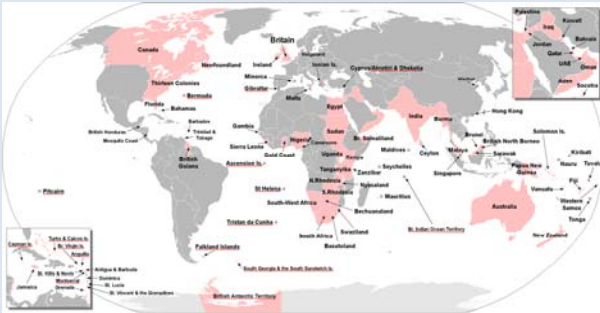 Palestine
Iraq
Kuwait
Jordan
Bahrain
Qatar
UAE
Oman
Aden
Socotra
Canada
Newfoundland
Britain
Ireland
Heligoland
Ionian Is.
Minorca
Gibraltar
Malta
Cyprus/Akrotiri & Dhekelia
Thirteen Colonies
Bermuda
Florida
Bahamas
Egypt
India
Burma
Hong Kong
British Honduras
Mosquito Coast
Barbados
Trinidad &
Tobago
Gambia
Sudan
Br. Somaliland
Maldives
Brunei
British North Borneo
Solomon Is.
Sierra Leone
Nigeria
Cameroons
Gold Coast
British
Guiana
Uganda
Kenya
Ceylon
Malaya
Sarawak
Singapore
Kiribati
Nauru
Tuvalu
Papua New
Guinea
Ascension Is.
Tanganyika
Zanzibar
Seychelles
N.Rhodesia
Nyasaland
St Helena
S.Rhodesia
Mauritius
Vanuatu
Fiji
Western
Samoa
Tonga
Pitcairn
South-West Africa
Bechuanaland
Br. Indian Ocean Territory
Australia
Tristan da Cunha
Swaziland
South Africa
Basutoland
New Zealand
Turks & Caicos Is.
Br. Virgin Is.
Cayman Is.
Anguilla
St. Kitts & Nevis
Antigua & Barbuda
Montserrat
Dominica
Jamaica
Grenada
St. Lucia
St. Vincent & the Grenadines
Falkland Islands
South Georgia & the South Sandwich Is.
British Antarctic Territory